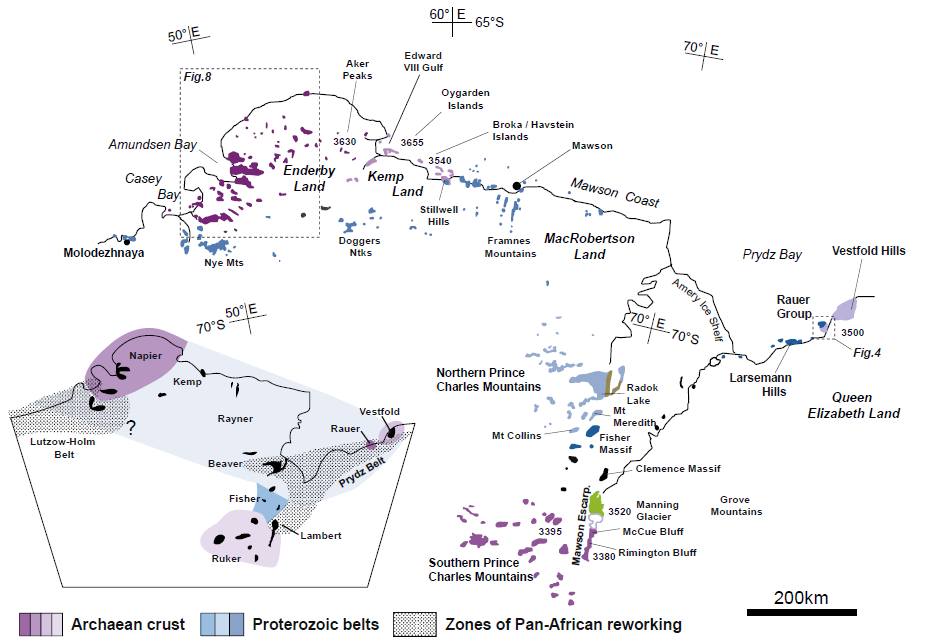 60° E
65°S
50° E
70° E
Fig.8
Aker
Peaks
Edward
VIII Gulf
Oygarden
Islands
Broka / Havstein
Islands
Mawson
3630
3655
3540
Amundsen Bay
Casey
Bay
Enderby
Land
Kemp
Land
Mawson Coast
Stillwell
Hills
Molodezhnaya
Nye Mts
Doggers
Ntks
Framnes
Mountains
MacRobertson
Land
Prydz Bay
Vestfold Hills
Amery Ice Shelf
Rauer
Group
3500
Fig.4
70° E
70°S
Larsemann
Hills
Queen
Elizabeth Land
Northern Prince
Charles Mountains
Radok
Lake
Mt
Meredith
Mt Collins
Fisher
Massif
Clemence Massif
Mawson Escarp.
3520
Manning
Glacier
Grove
Mountains
3395
McCue Bluff
3380
Rimington Bluff
Southern Prince
Charles Mountains
200km
50° E
70°S
Napier
Kemp
Rayner
Vestfold
Rauer
Lutzow-Holm
Belt
?
Beaver
Prydz Belt
Fisher
Lambert
Ruker
Archaean crust
Proterozoic belts
Zones of Pan-African reworking